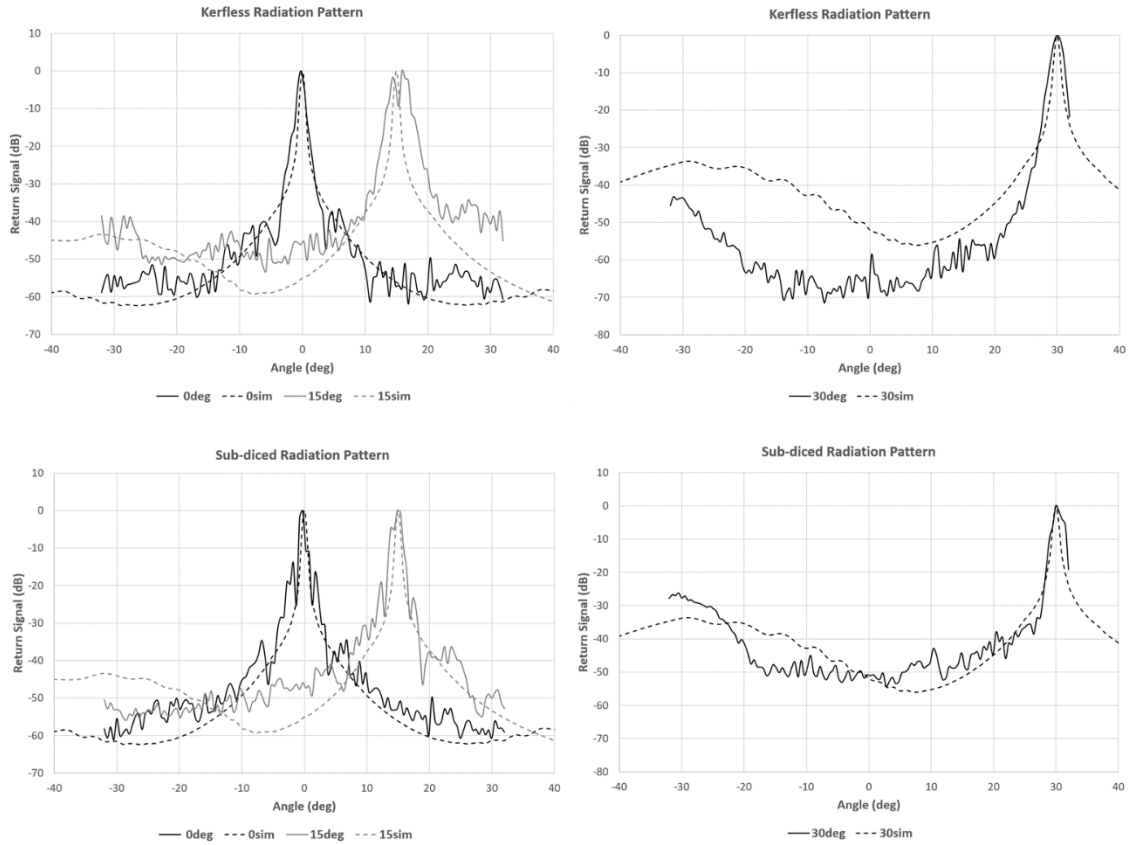 Kerfless Radiation Pattern
10
0
-10
-20
-30
-40
-50
-60
-70
Return Signal (dB)
-40 -30 -20 -10 0 10 20 30 40
Angle (deg)
0deg 0sim 15deg 15sim
Kerfless Radiation Pattern
0
-10
-20
-30
-40
-50
-60
-70
-80
Return Signal (dB)
-40 -30 -20 -10 0 10 20 30 40
Angle (deg)
30deg 30sim
Sub-diced Radiation Pattern
10
0
-10
-20
-30
-40
-50
-60
-70
Return Signal (dB)
-40 -30 -20 -10 0 10 20 30 40
Angle (deg)
0deg 0sim 15deg 15sim
Sub-diced Radiation Pattern
10
0
-10
-20
-30
-40
-50
-60
-70
-80
Return Signal (dB)
-40 -30 -20 -10 0 10 20 30 40
Angle (deg)
30deg 30sim